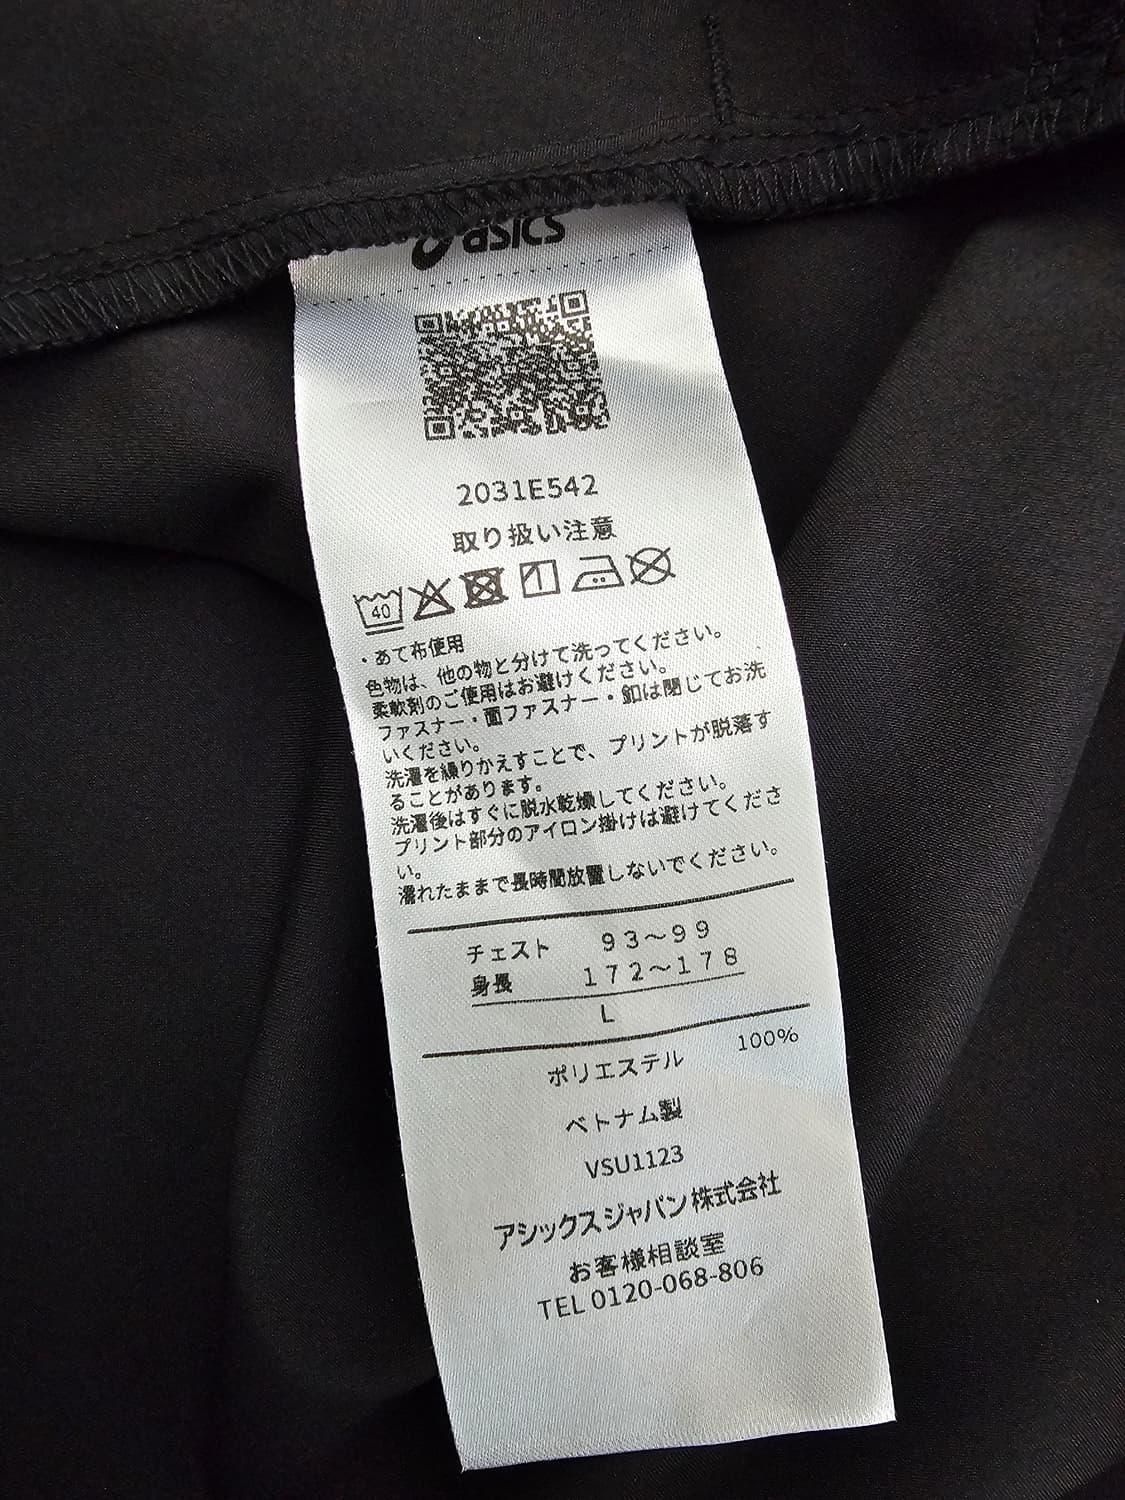 asics
2031E542
取り扱い注意
40
・あて布使用
色物は、他の物と分けて洗ってください。
柔軟剤のご使用はお避けください。
ファスナー・面ファスナー・釦は閉じてお洗
いください。
洗濯を繰りかえすことで、プリントが脱落す
ることがあります。
洗濯後はすぐに脱水乾燥してください。
プリント部分のアイロン掛けは避けてくださ
い。
濡れたままで長時間放置しないでください。
チェスト 93〜99
身長 172〜178
L
ポリエステル 100%
ベトナム製
VSU1123
アシックスジャパン株式会社
お客様相談室
TEL 0120-068-806